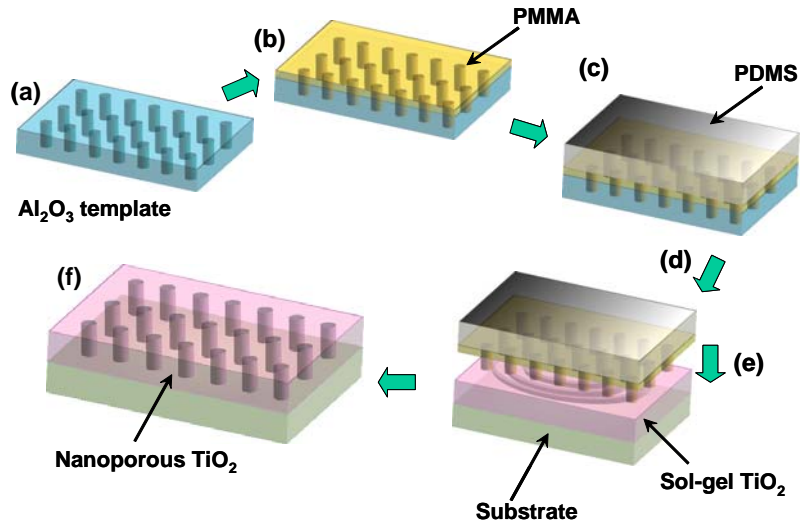 (a)
Al₂O₃ template
(b)
PMMA
(c)
PDMS
(d)
(e)
Sol-gel TiO₂
Substrate
(f)
Nanoporous TiO₂